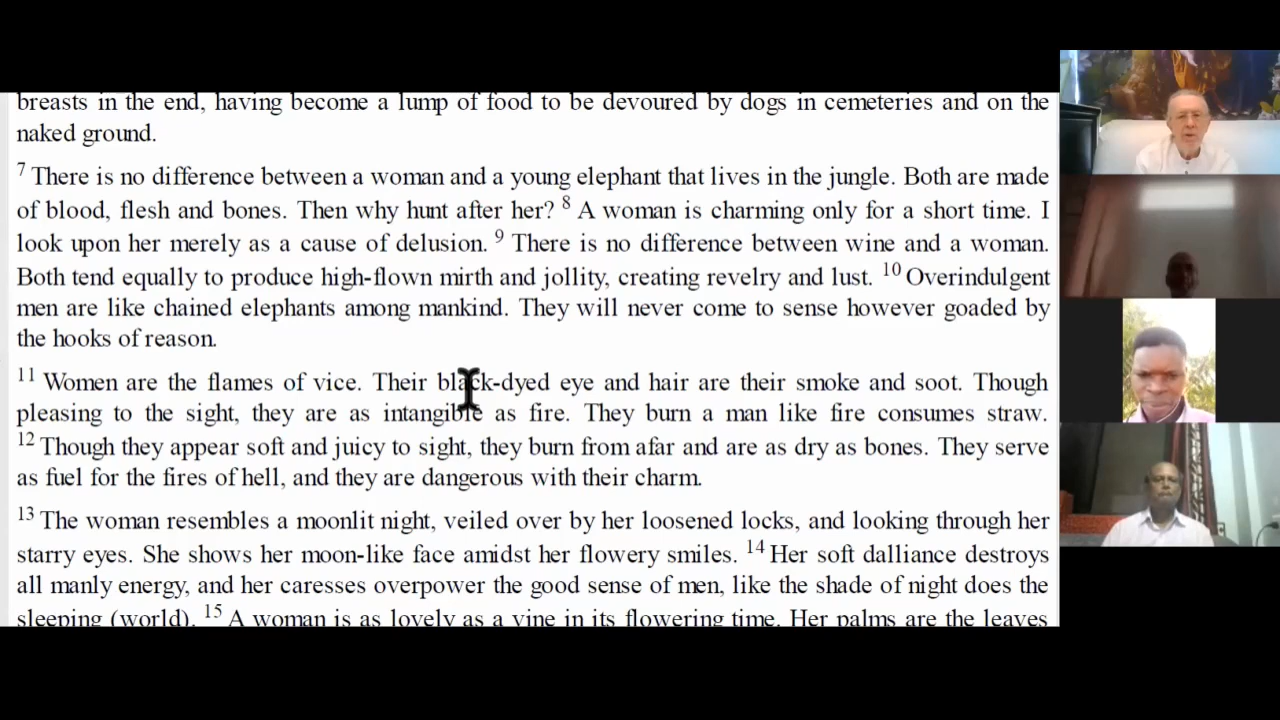 breasts in the end, having become a lump of food to be devoured by dogs in cemeteries and on the
naked ground.
7 There is no difference between a woman and a young elephant that lives in the jungle. Both are made
of blood, flesh and bones. Then why hunt after her? 8 A woman is charming only for a short time. I
look upon her merely as a cause of delusion. 9 There is no difference between wine and a woman.
Both tend equally to produce high-flown mirth and jollity, creating revelry and lust. 10 Overindulgent
men are like chained elephants among mankind. They will never come to sense however goaded by
the hooks of reason.
11 Women are the flames of vice. Their black-dyed eye and hair are their smoke and soot. Though
pleasing to the sight, they are as intangible as fire. They burn a man like fire consumes straw.
12 Though they appear soft and juicy to sight, they burn from afar and are as dry as bones. They serve
as fuel for the fires of hell, and they are dangerous with their charm.
13 The woman resembles a moonlit night, veiled over by her loosened locks, and looking through her
starry eyes. She shows her moon-like face amidst her flowery smiles. 14 Her soft dalliance destroys
all manly energy, and her caresses overpower the good sense of men, like the shade of night does the
sleeping (world). 15 A woman is as lovely as a vine in its flowering time. Her palms are the leaves